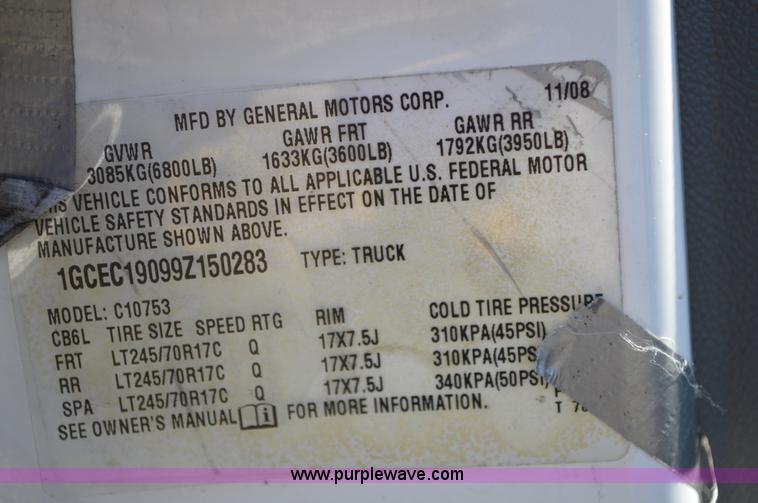 MFD BY GENERAL MOTORS CORP. 11/08
GVWR GAWR FRT GAWR RR
3085KG(6800LB) 1633KG(3600LB) 1792KG(3950LB)
VEHICLE CONFORMS TO ALL APPLICABLE U.S. FEDERAL MOTOR
VEHICLE SAFETY STANDARDS IN EFFECT ON THE DATE OF
MANUFACTURE SHOWN ABOVE.
1GCEC19099Z150283 TYPE: TRUCK
MODEL: C10753
CB6L TIRE SIZE SPEED RTG RIM COLD TIRE PRESSURE
FRT LT245/70R17C Q 17X7.5J 310KPA(45PSI)
RR LT245/70R17C Q 17X7.5J 310KPA(45PS
SPA LT245/70R17C Q 17X7.5J 340KPA(50PSI)
SEE OWNER'S MANUAL FOR MORE INFORMATION.
www.purplewave.com